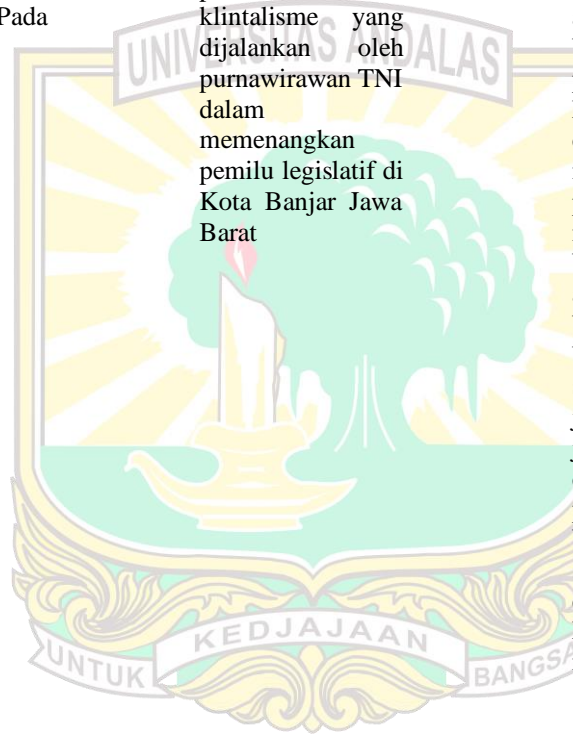 Pada
klintalisme yang
dijalankan oleh
purnawirawan TNI
dalam
memenangkan
pemilu legislatif di
Kota Banjar Jawa
Barat
UNIVERSITAS ANDALAS
KEDJAJAAN
UNTUK
BANGSA